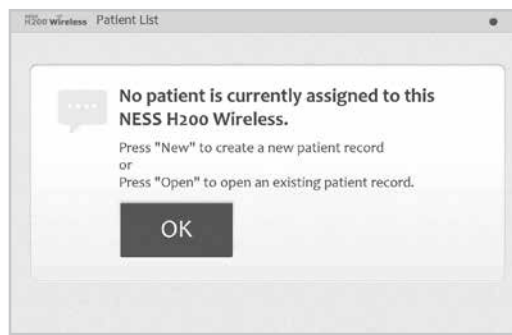 NESS
H200 Wireless Patient List
No patient is currently assigned to this
NESS H200 Wireless.
Press "New" to create a new patient record
or
Press "Open" to open an existing patient record.
OK